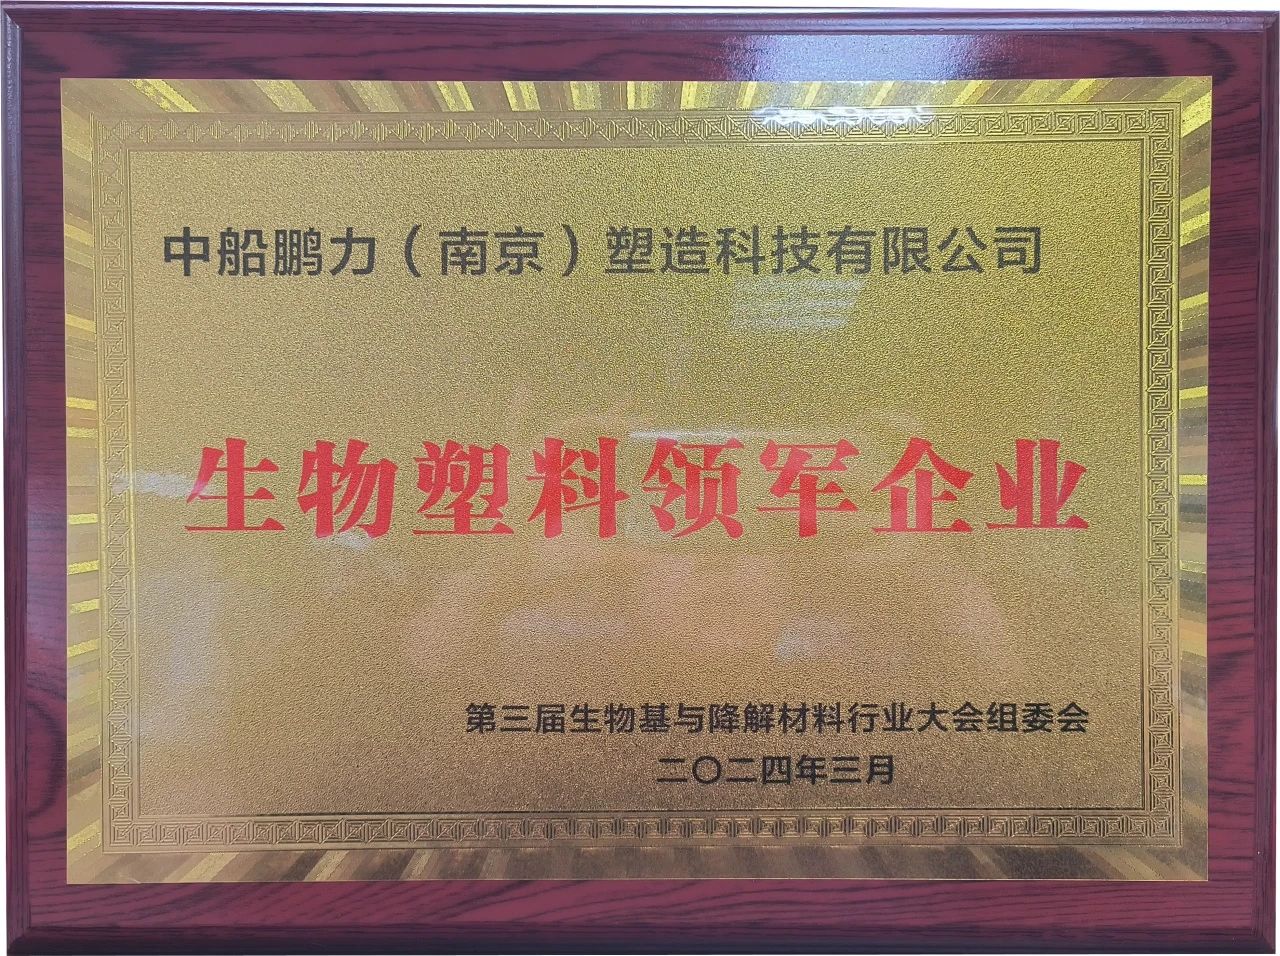 中船鹏力（南京）塑造科技有限公司
生物塑料领军企业
第三届生物基与降解材料行业大会组委会
二〇二四年三月